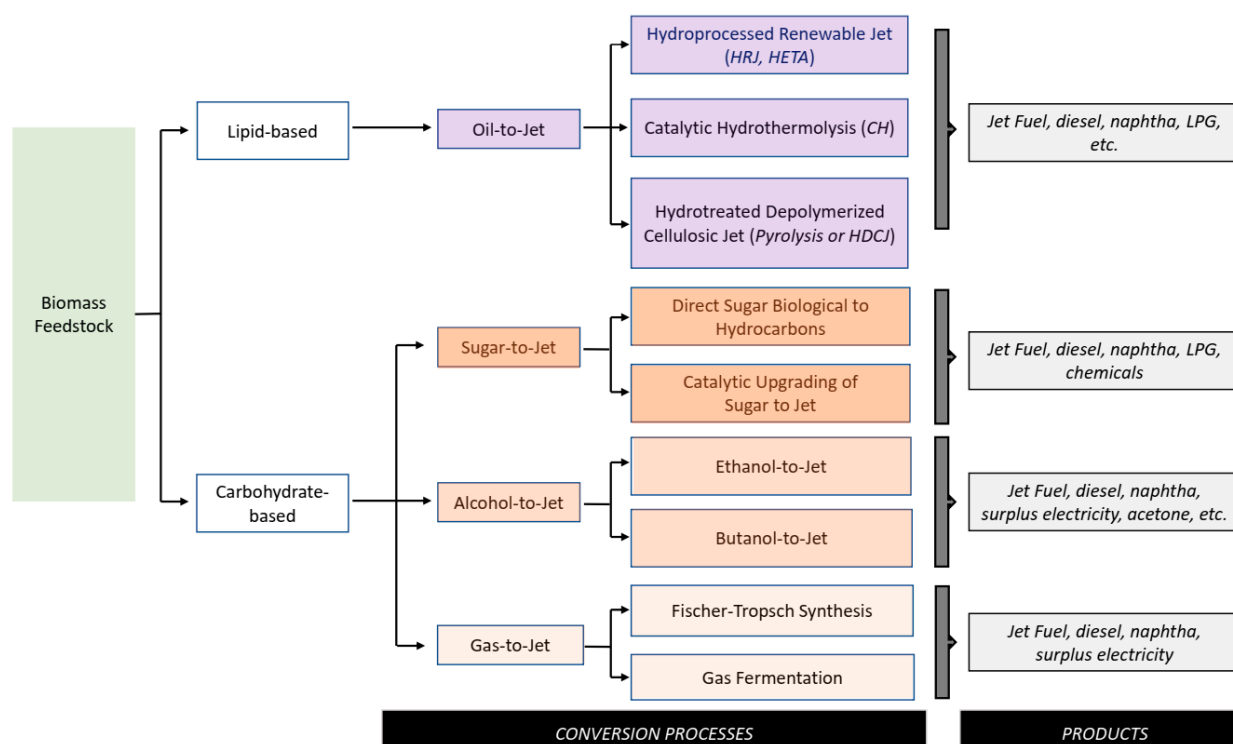 Biomass
Feedstock
Lipid-based
Carbohydrate-
based
Oil-to-Jet
Sugar-to-Jet
Alcohol-to-Jet
Gas-to-Jet
Hydroprocessed Renewable Jet
(HRJ, HETA)
Catalytic Hydrothermolysis (CH)
Hydrotreated Depolymerized
Cellulosic Jet (Pyrolysis or HDCJ)
Direct Sugar Biological to
Hydrocarbons
Catalytic Upgrading of
Sugar to Jet
Ethanol-to-Jet
Butanol-to-Jet
Fischer-Tropsch Synthesis
Gas Fermentation
Jet Fuel, diesel, naphtha, LPG,
etc.
Jet Fuel, diesel, naphtha, LPG,
chemicals
Jet Fuel, diesel, naphtha,
surplus electricity, acetone, etc.
Jet Fuel, diesel, naphtha,
surplus electricity
CONVERSION PROCESSES
PRODUCTS